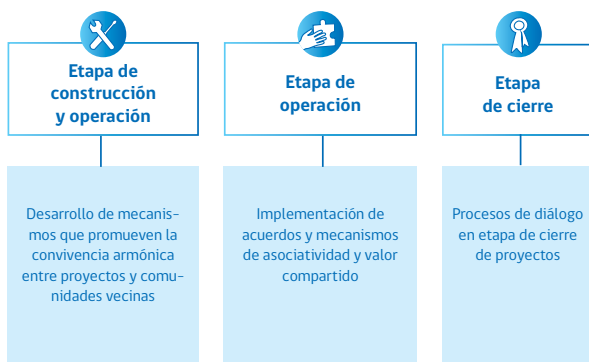 Etapa de
construcción
y operación
Desarrollo de mecanis-
mos que promueven la
convivencia armónica
entre proyectos y comu-
nidades vecinas
Etapa de
operación
Implementación de
acuerdos y mecanismos
de asociatividad y valor
compartido
Etapa
de cierre
Procesos de diálogo
en etapa de cierre
de proyectos